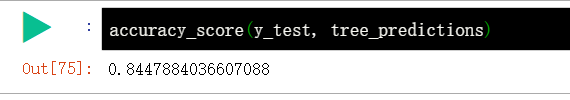 : accuracy_score(y_test, tree_predictions)
Out[75]: 0.8447884036607088